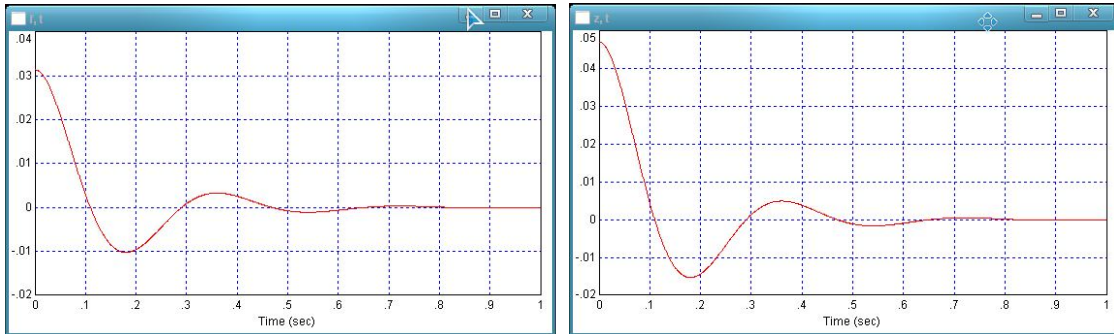 f, t
.04
.03
.02
.01
0
-.01
-.02
0 .1 .2 .3 .4 .5 .6 .7 .8 .9 1
Time (sec)
z, t
.05
.04
.03
.02
.01
0
-.01
-.02
0 .1 .2 .3 .4 .5 .6 .7 .8 .9 1
Time (sec)